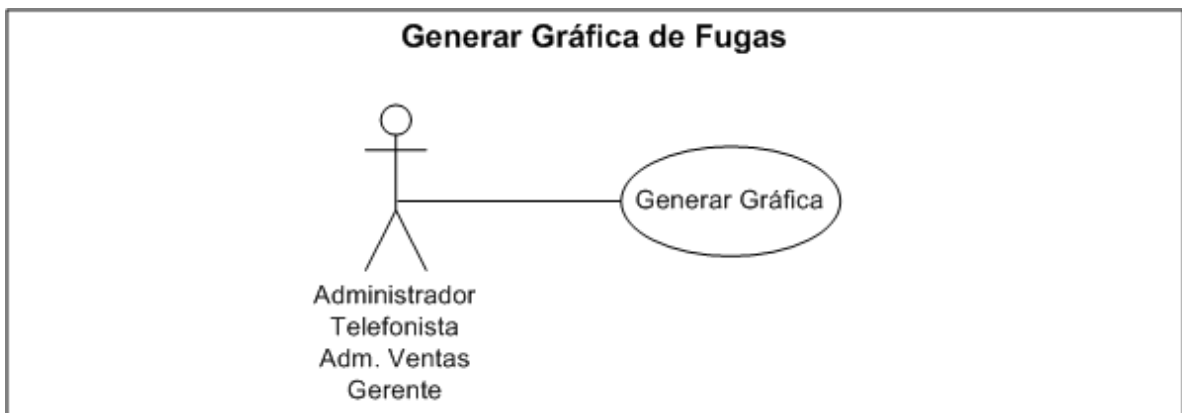 Generar Gráfica de Fugas
Generar Gráfica
Administrador
Telefonista
Adm. Ventas
Gerente